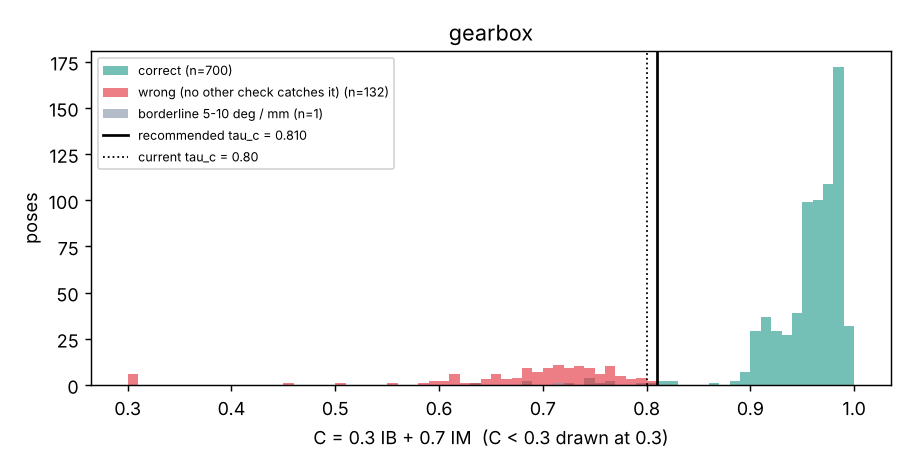 gearbox
175
150
125
100
75
50
25
0
poses
correct (n=700)
wrong (no other check catches it) (n=132)
borderline 5-10 deg / mm (n=1)
recommended tau_c = 0.810
current tau_c = 0.80
0.3 0.4 0.5 0.6 0.7 0.8 0.9 1.0
C = 0.3 IB + 0.7 IM (C < 0.3 drawn at 0.3)